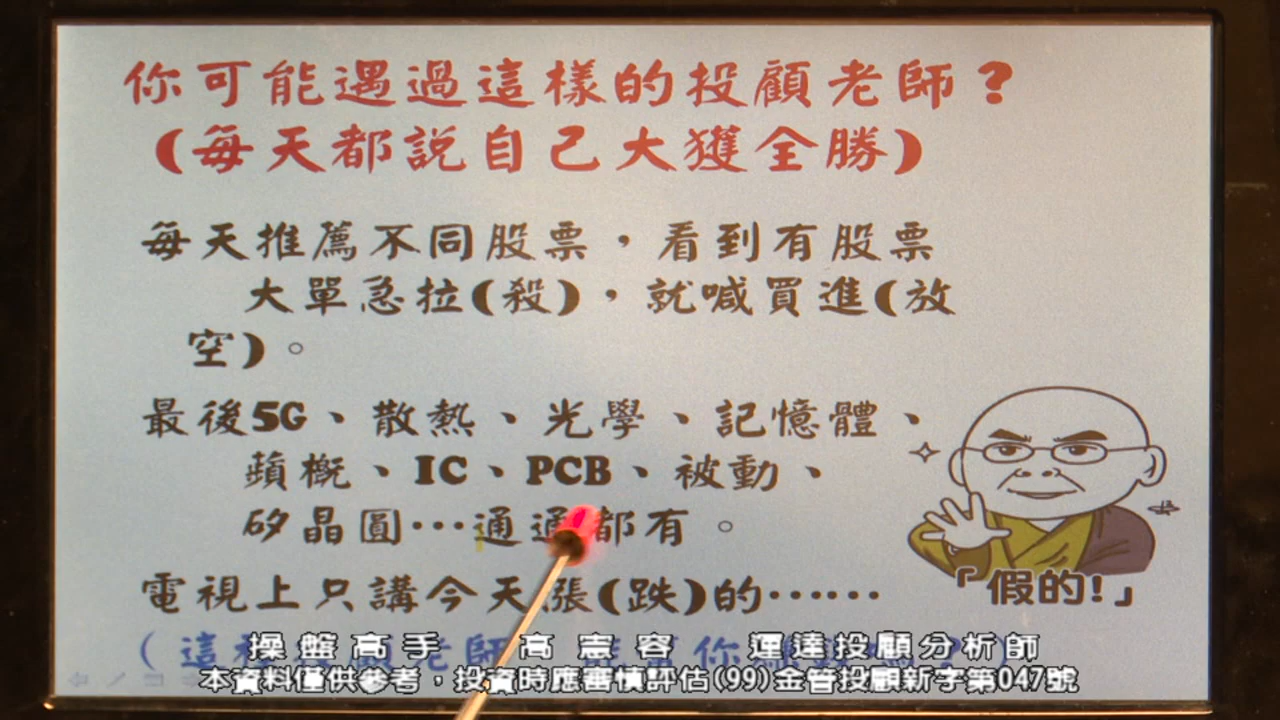 你可能遇過這樣的投顧老師？
(每天都說自己大獲全勝)
每天推薦不同股票，看到有股票
大單急拉(殺)，就喊買進(放
空)。
最後5G、散熱、光學、記憶體、
蘋概、IC、PCB、被動、
矽晶圓…通通都有。
電視上只講今天漲(跌)的……
「假的!」
操盤高手 高憲容 運達投顧分析師
本資料僅供參考，投資時應審慎評估(99)金管投顧新字第047號